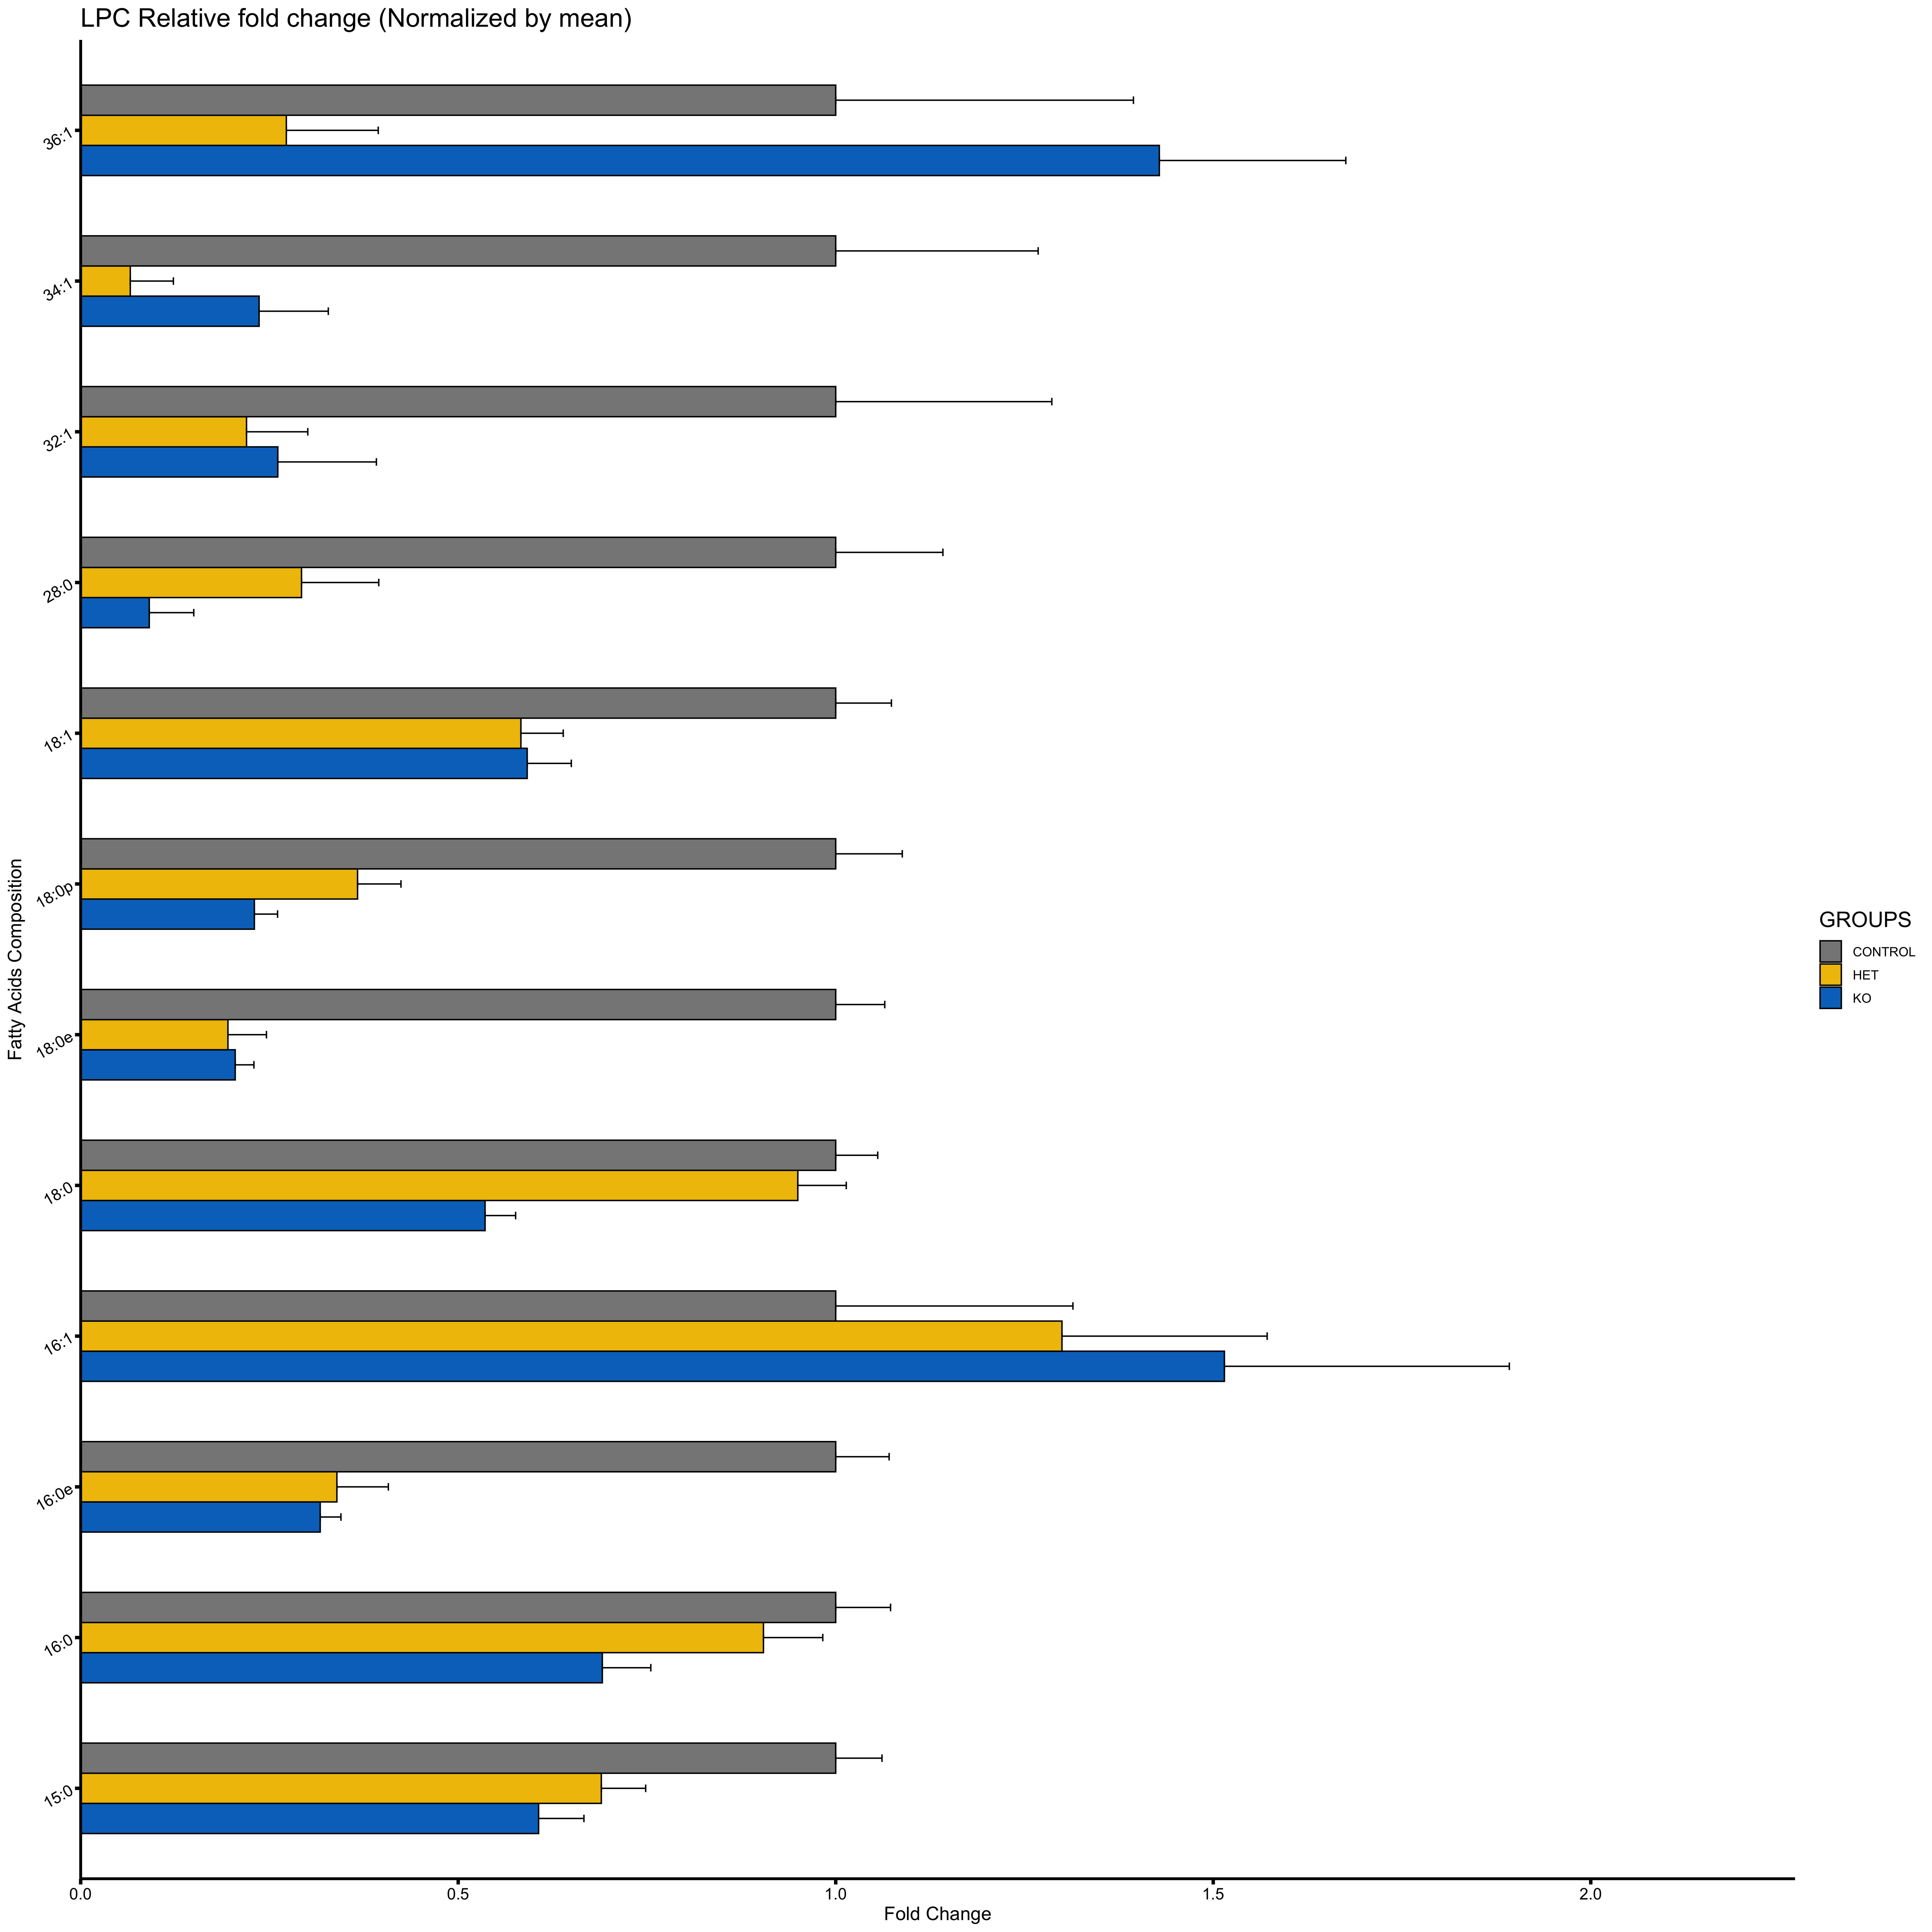 LPC Relative fold change (Normalized by mean)
Fatty Acids Composition
36:1
34:1
32:1
28:0
18:1
18:0p
18:0e
18:0
16:1
16:0e
16:0
15:0
0.0
0.5
1.0
1.5
2.0
Fold Change
GROUPS
CONTROL
HET
KO